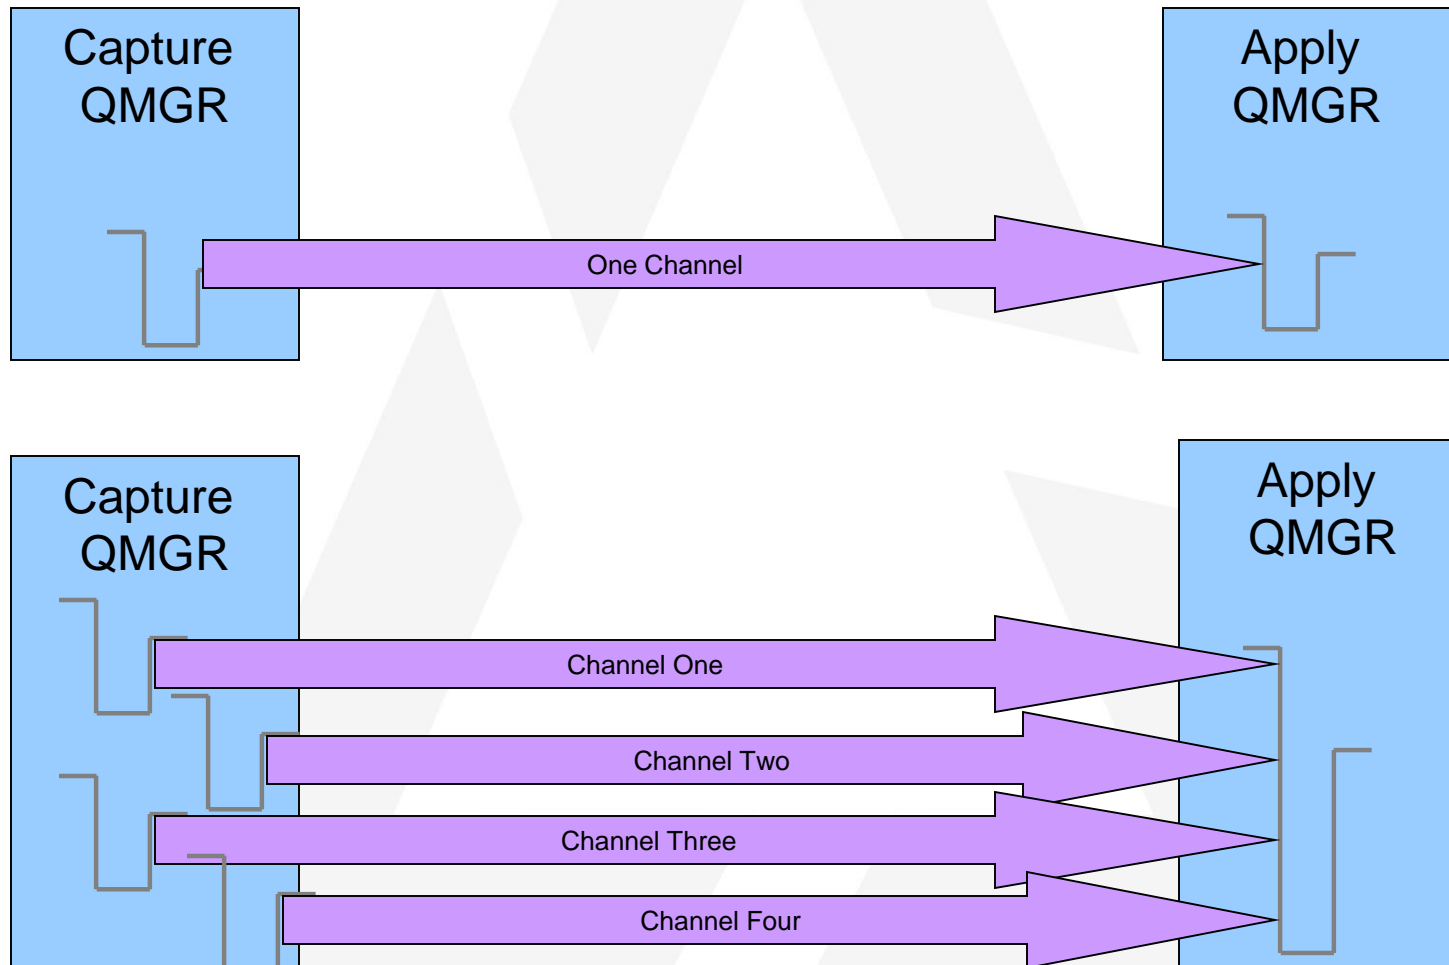 Capture
QMGR
Apply
QMGR
One Channel
Capture
QMGR
Apply
QMGR
Channel One
Channel Two
Channel Three
Channel Four